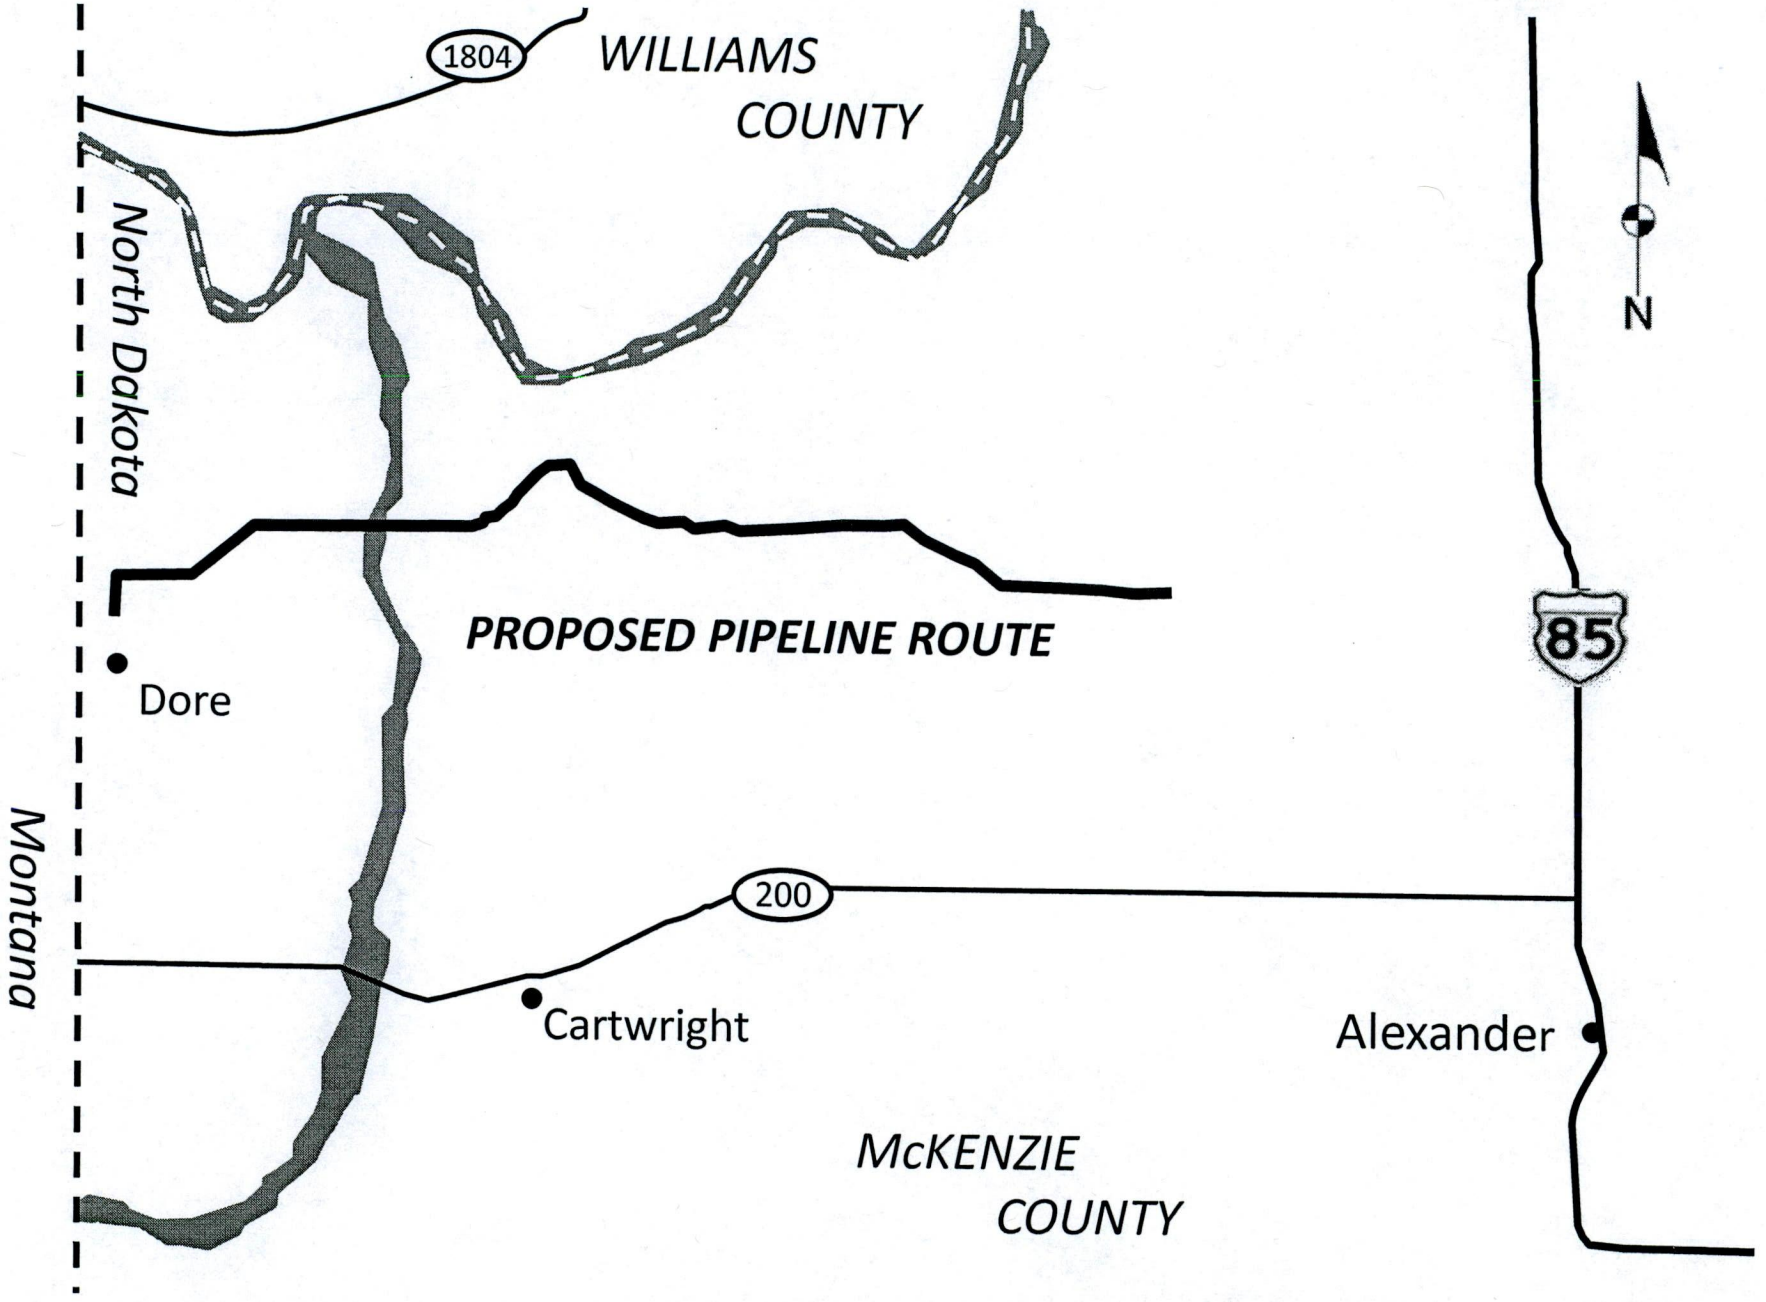 1804
WILLIAMS
COUNTY
North Dakota
N
PROPOSED PIPELINE ROUTE
85
Dore
Montana
200
Cartwright
Alexander
McKENZIE
COUNTY